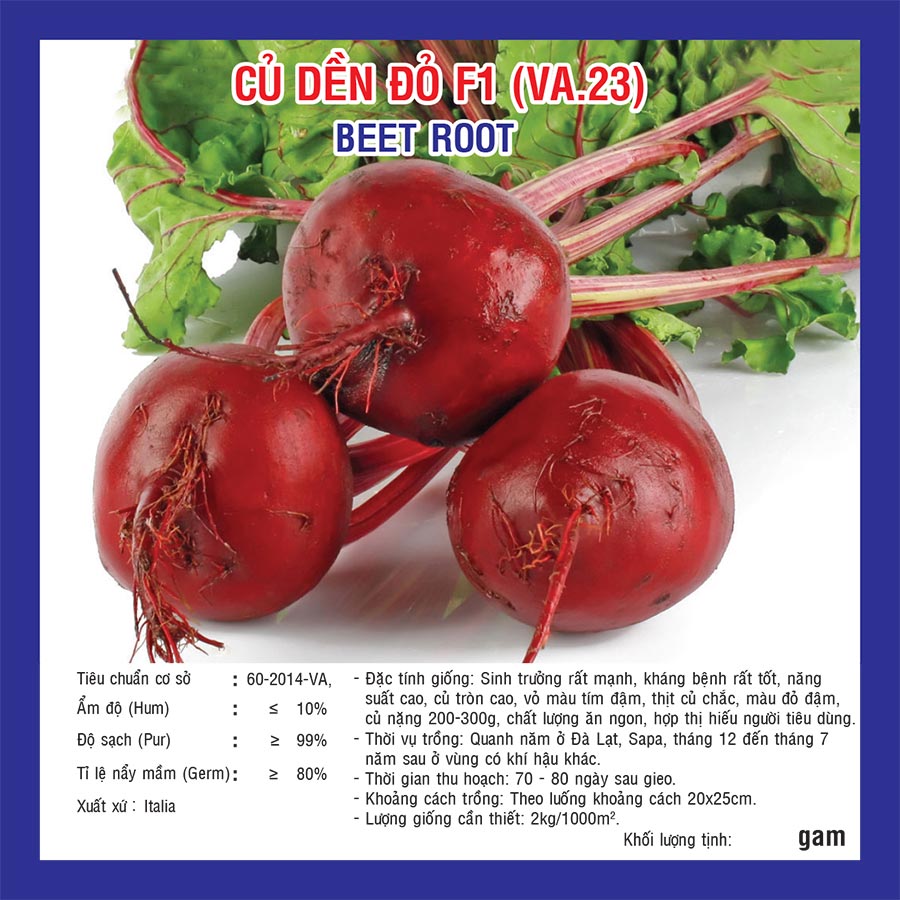 CỦ DỀN ĐỎ F1 (VA.23)
BEET ROOT
Tiêu chuẩn cơ sở : 60-2014-VA,
Ẩm độ (Hum) : ≤ 10%
Độ sạch (Pur) : ≥ 99%
Tỉ lệ nẩy mầm (Germ) : ≥ 80%
Xuất xứ : Italia
- Đặc tính giống: Sinh trưởng rất mạnh, kháng bệnh rất tốt, năng
suất cao, củ tròn cao, vỏ màu tím đậm, thịt củ chắc, màu đỏ đậm,
củ nặng 200-300g, chất lượng ăn ngon, hợp thị hiếu người tiêu dùng.
- Thời vụ trồng: Quanh năm ở Đà Lạt, Sapa, tháng 12 đến tháng 7
năm sau ở vùng có khí hậu khác.
- Thời gian thu hoạch: 70 - 80 ngày sau gieo.
- Khoảng cách trồng: Theo luống khoảng cách 20x25cm.
- Lượng giống cần thiết: 2kg/1000m².
Khối lượng tịnh: gam